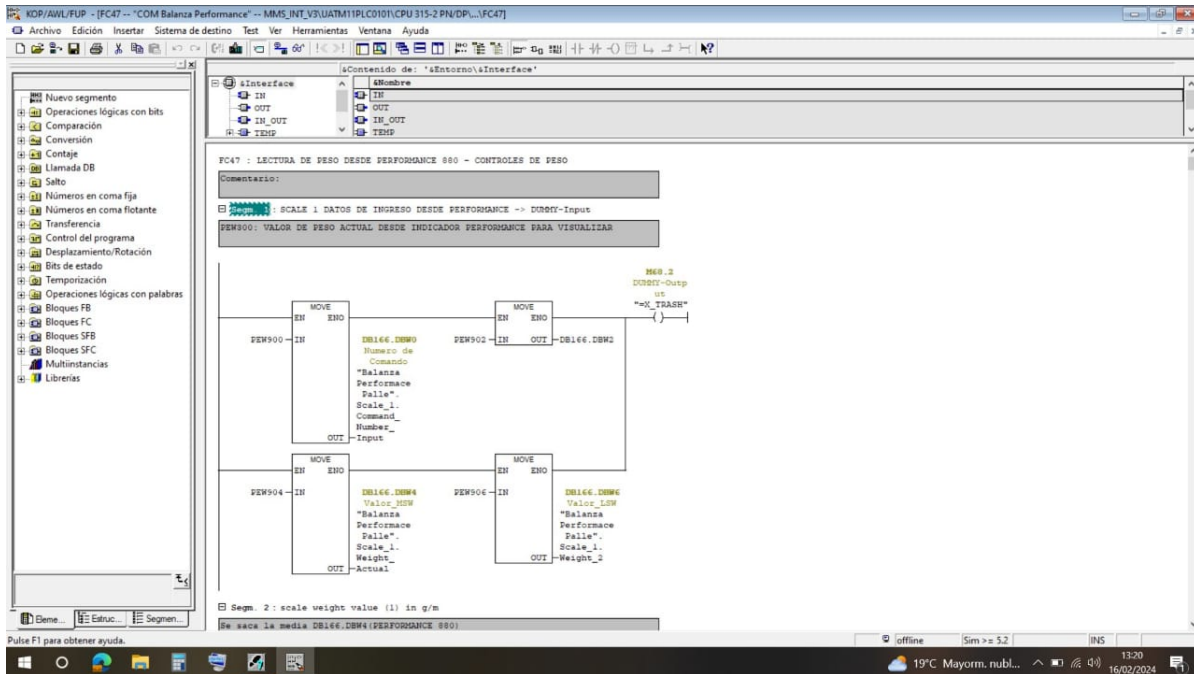 KOP/AWL/FUP - [FC47 -- "COM Balanza Performance" -- MMS_INT_V3\UATM11PLC0101\CPU 315-2 PN/DP\...\FC47]
Archivo Edición Insertar Sistema de destino Test Ver Herramientas Ventana Ayuda
&Contenido de: '&Entorno\&Interface'
&Interface
IN
OUT
IN_OUT
TEMP
&Nombre
IN
OUT
IN_OUT
TEMP
Nuevo segmento
Operaciones lógicas con bits
Comparación
Conversión
Contaje
Llamada DB
Salto
Números en coma fija
Números en coma flotante
Transferencia
Control del programa
Desplazamiento/Rotación
Bits de estado
Temporización
Operaciones lógicas con palabras
Bloques FB
Bloques FC
Bloques SFB
Bloques SFC
Multiinstancias
Librerías
Eleme...
Estruc...
Segmen...
FC47 : LECTURA DE PESO DESDE PERFORMANCE 880 - CONTROLES DE PESO
Comentario:
: SCALE 1 DATOS DE INGRESO DESDE PERFORMANCE -> DUMMY-Input
PEW800: VALOR DE PESO ACTUAL DESDE INDICADOR PERFORMANCE PARA VISUALIZAR
M60.2
DUMMY-Outp
ut
"=X_TRASH"
MOVE
EN ENO
PEW900 IN
DB166.DBW0
Numero de
Comando
"Balanza
Performace
Palle".
Scale_1.
Command_
Number_
OUT Input
MOVE
EN ENO
PEW902 IN OUT DB166.DBW2
MOVE
EN ENO
PEW904 IN
DB166.DBW4
Valor_MSW
"Balanza
Performace
Palle".
Scale_1.
Weight_
OUT Actual
MOVE
EN ENO
PEW906 IN
DB166.DBW6
Valor_LSW
"Balanza
Performace
Palle".
Scale_1.
OUT Weight_2
Segm. 2 : scale weight value (1) in g/m
Se saca la media DB166.DBW4(PERFORMANCE 880)
Pulse F1 para obtener ayuda.
offline
Sim >= 5.2
INS
19°C Mayorm. nubl...
13:20
16/02/2024